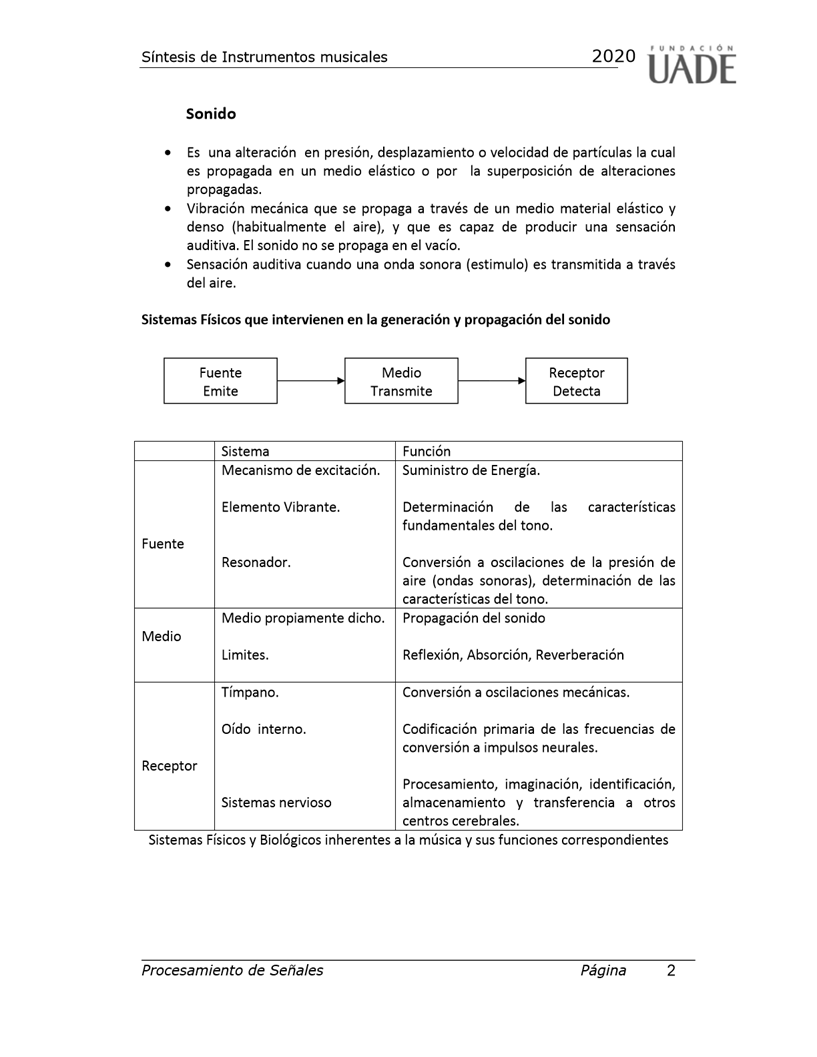 Síntesis de Instrumentos musicales 2020 FUNDACIÓN UADE
Sonido
• Es una alteración en presión, desplazamiento o velocidad de partículas la cual
es propagada en un medio elástico o por la superposición de alteraciones
propagadas.
• Vibración mecánica que se propaga a través de un medio material elástico y
denso (habitualmente el aire), y que es capaz de producir una sensación
auditiva. El sonido no se propaga en el vacío.
• Sensación auditiva cuando una onda sonora (estimulo) es transmitida a través
del aire.
Sistemas Físicos que intervienen en la generación y propagación del sonido
Fuente
Emite
Medio
Transmite
Receptor
Detecta
Sistema Función
Fuente
Mecanismo de excitación. Suministro de Energía.
Elemento Vibrante. Determinación de las características
fundamentales del tono.
Resonador. Conversión a oscilaciones de la presión de
aire (ondas sonoras), determinación de las
características del tono.
Medio
Medio propiamente dicho. Propagación del sonido
Limites. Reflexión, Absorción, Reverberación
Receptor
Tímpano. Conversión a oscilaciones mecánicas.
Oído interno. Codificación primaria de las frecuencias de
conversión a impulsos neurales.
Sistemas nervioso Procesamiento, imaginación, identificación,
almacenamiento y transferencia a otros
centros cerebrales.
Sistemas Físicos y Biológicos inherentes a la música y sus funciones correspondientes
Procesamiento de Señales Página 2